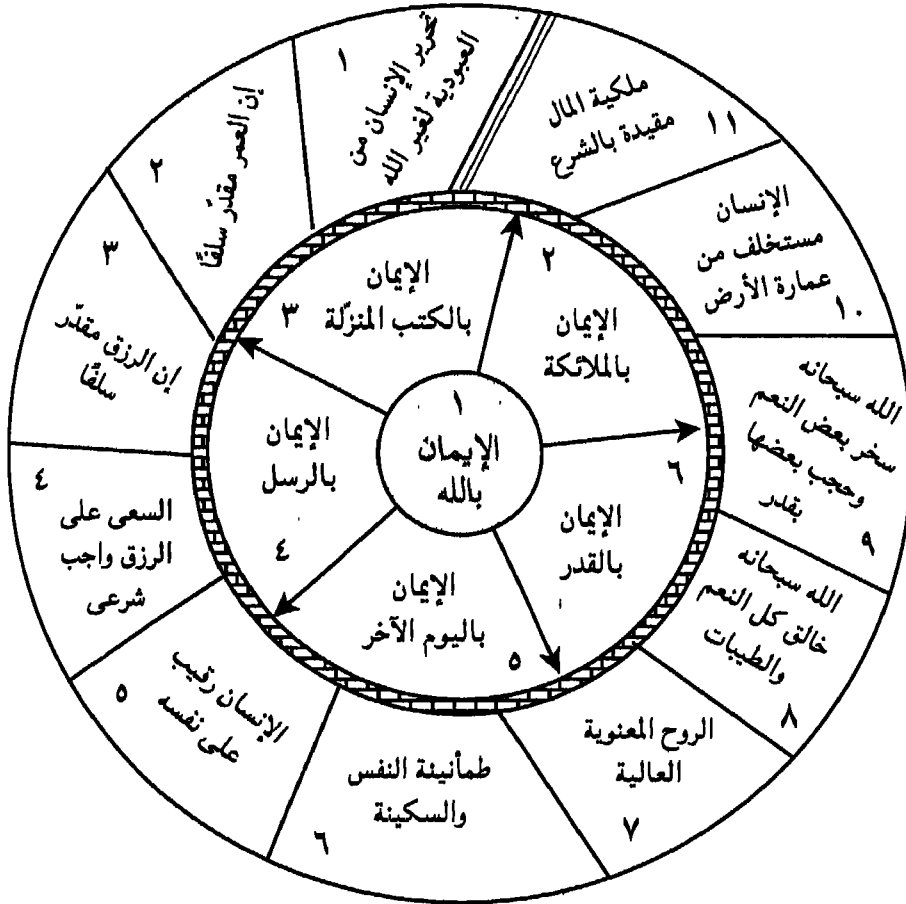 ١
الإيمان
بالله
٢
الإيمان
بالملائكة
٣
الإيمان
بالكتب المنزلة
٤
الإيمان
بالرسل
٥
الإيمان
باليوم الآخر
٦
الإيمان
بالقدر
١
تحرير الإنسان من
العبودية لغير الله
٢
إن العمر مقدّر سلفًا
٣
إن الرزق مقدّر
سلفًا
٤
السعى على
الرزق واجب
شرعى
٥
الإنسان رقيب
على نفسه
٦
طمأنينة النفس
والسكينة
٧
الروح المعنوية
العالية
٨
الله سبحانه
خالق كل النعم
والطيبات
٩
الله سبحانه
سخر بعض النعم
وحجب بعضها
بقدر
١٠
الإنسان
مستخلف من
عمارة الأرض
١١
ملكية المال
مقيدة بالشرع